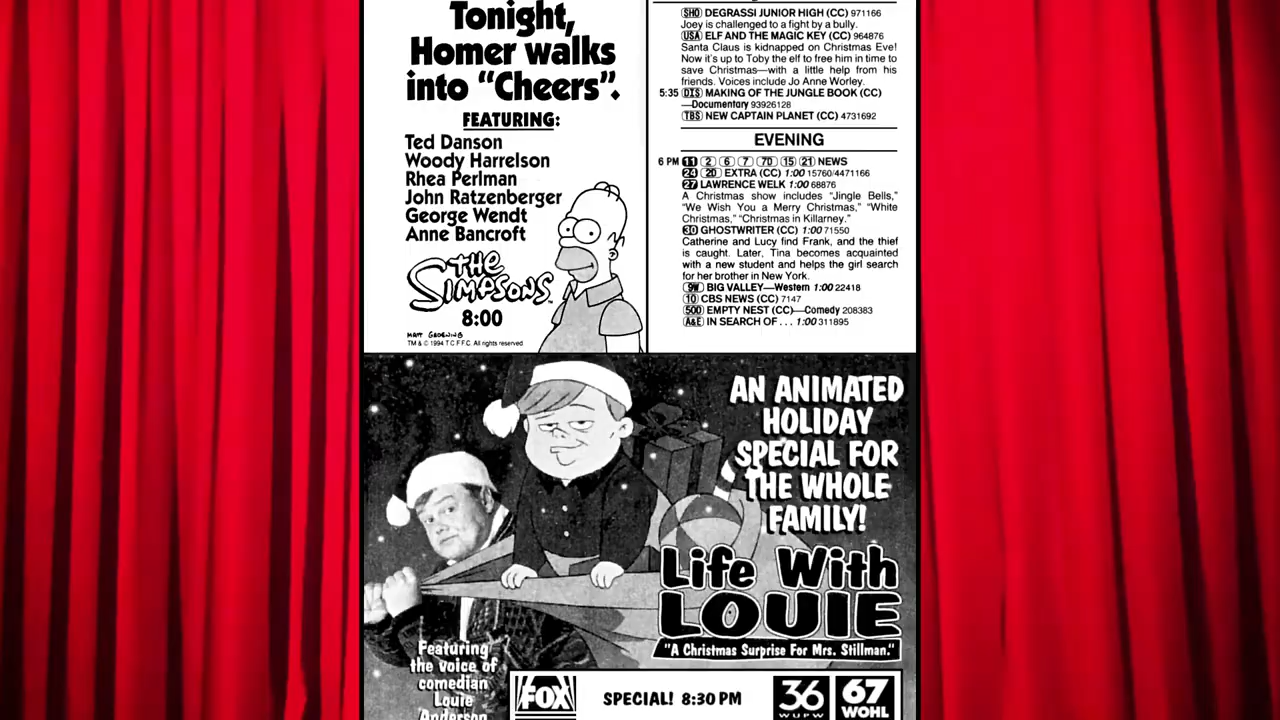 Tonight,
Homer walks
into "Cheers".
FEATURING:
Ted Danson
Woody Harrelson
Rhea Perlman
John Ratzenberger
George Wendt
Anne Bancroft
THE
SIMPSONS
8:00
MATT GROENING
TM & © 1994 T.C.F.F.C. All rights reserved.
SHO DEGRASSI JUNIOR HIGH (CC) 971166
Joey is challenged to a fight by a bully.
USA ELF AND THE MAGIC KEY (CC) 964876
Santa Claus is kidnapped on Christmas Eve!
Now it's up to Toby the elf to free him in time to
save Christmas—with a little help from his
friends. Voices include Jo Anne Worley.
5:35 DIS MAKING OF THE JUNGLE BOOK (CC)
—Documentary 93926128
TBS NEW CAPTAIN PLANET (CC) 4731692
EVENING
6 PM 11 2 6 7 70 15 21 NEWS
24 20 EXTRA (CC) 1:00 15760/4471166
27 LAWRENCE WELK 1:00 68876
A Christmas show includes "Jingle Bells,"
"We Wish You a Merry Christmas," "White
Christmas," "Christmas in Killarney."
30 GHOSTWRITER (CC) 1:00 71550
Catherine and Lucy find Frank, and the thief
is caught. Later, Tina becomes acquainted
with a new student and helps the girl search
for her brother in New York.
9W BIG VALLEY—Western 1:00 22418
10 CBS NEWS (CC) 7147
500 EMPTY NEST (CC)—Comedy 208383
A&E IN SEARCH OF . . . 1:00 311895
AN ANIMATED
HOLIDAY
SPECIAL FOR
THE WHOLE
FAMILY!
Life With
LOUIE
"A Christmas Surprise For Mrs. Stillman."
Featuring
the voice of
comedian
Louie
Anderson
FOX
SPECIAL! 8:30 PM
36
WUPW
67
WOHL